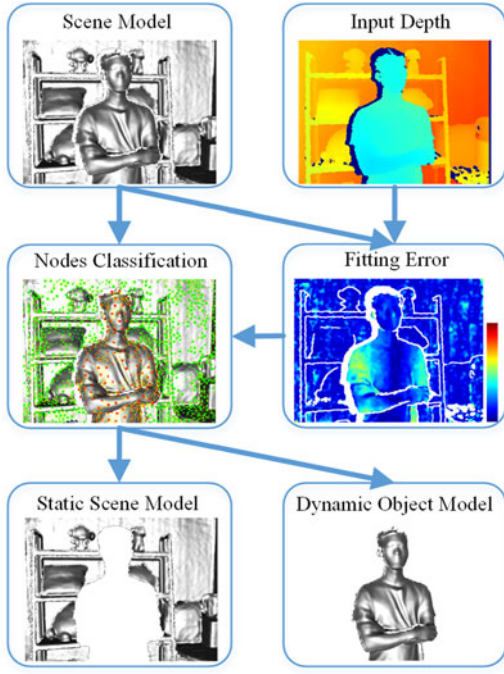 Scene Model
Input Depth
Nodes Classification
Fitting Error
Static Scene Model
Dynamic Object Model